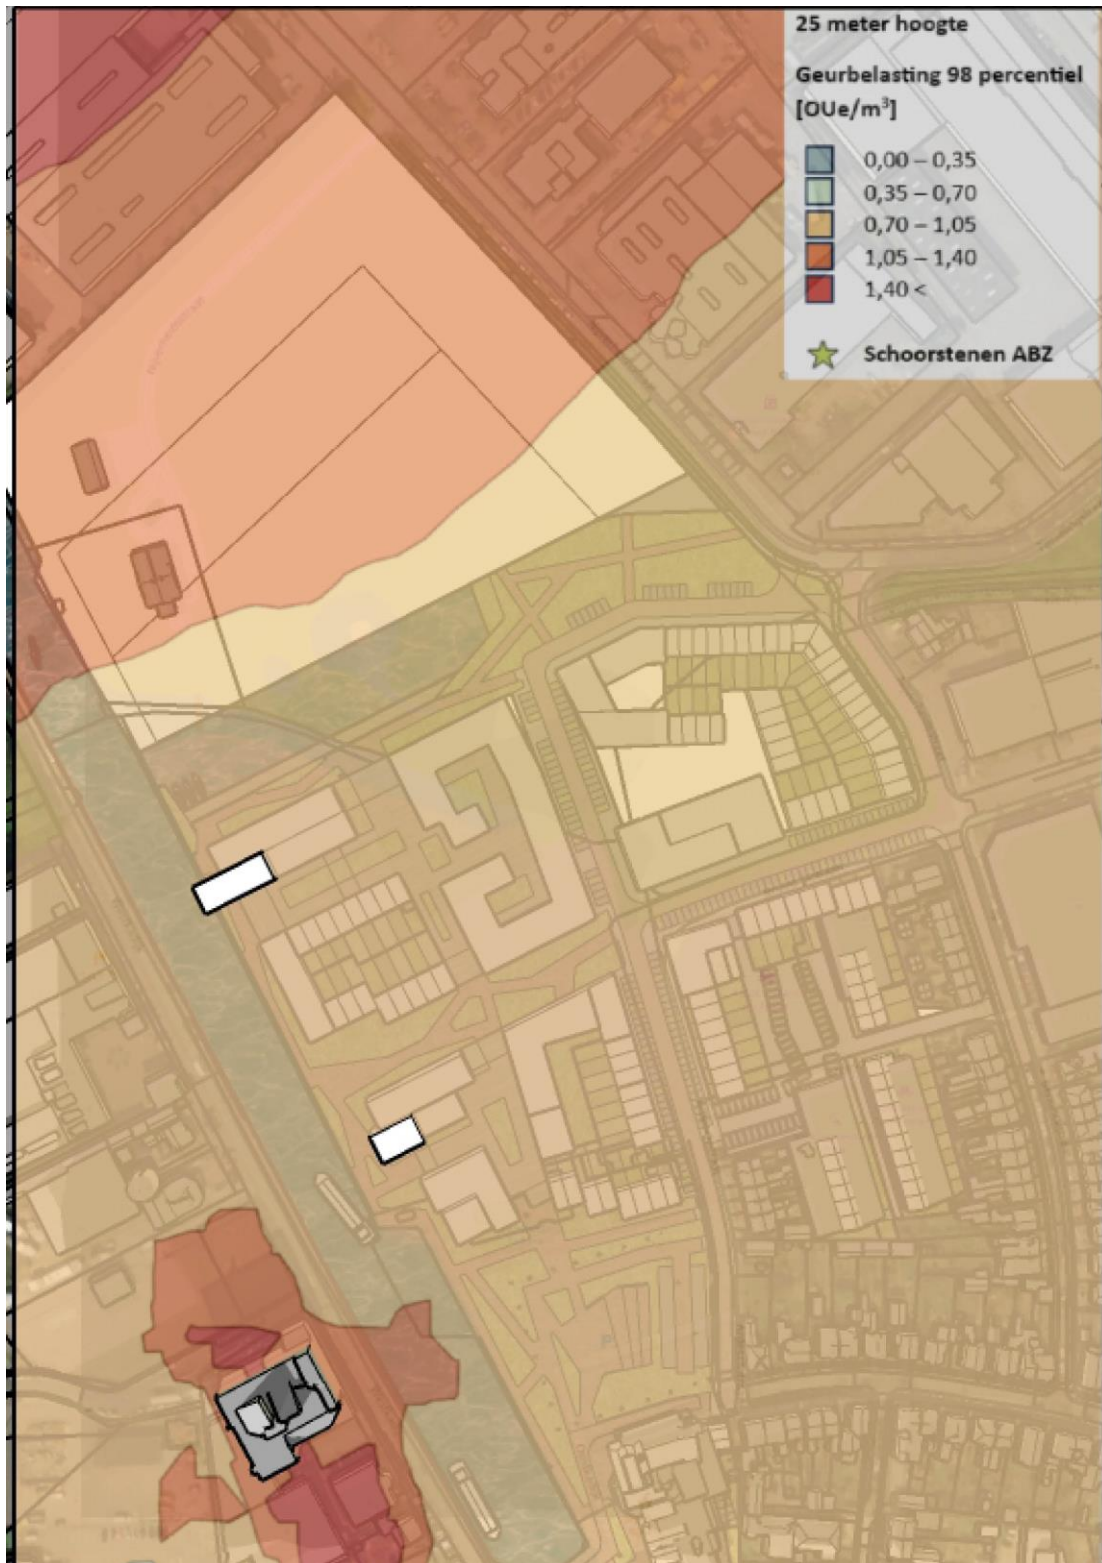 25 meter hoogte
Geurbelasting 98 percentiel
[OUe/m³]
0,00 – 0,35
0,35 – 0,70
0,70 – 1,05
1,05 – 1,40
1,40 <
Schoorstenen ABZ